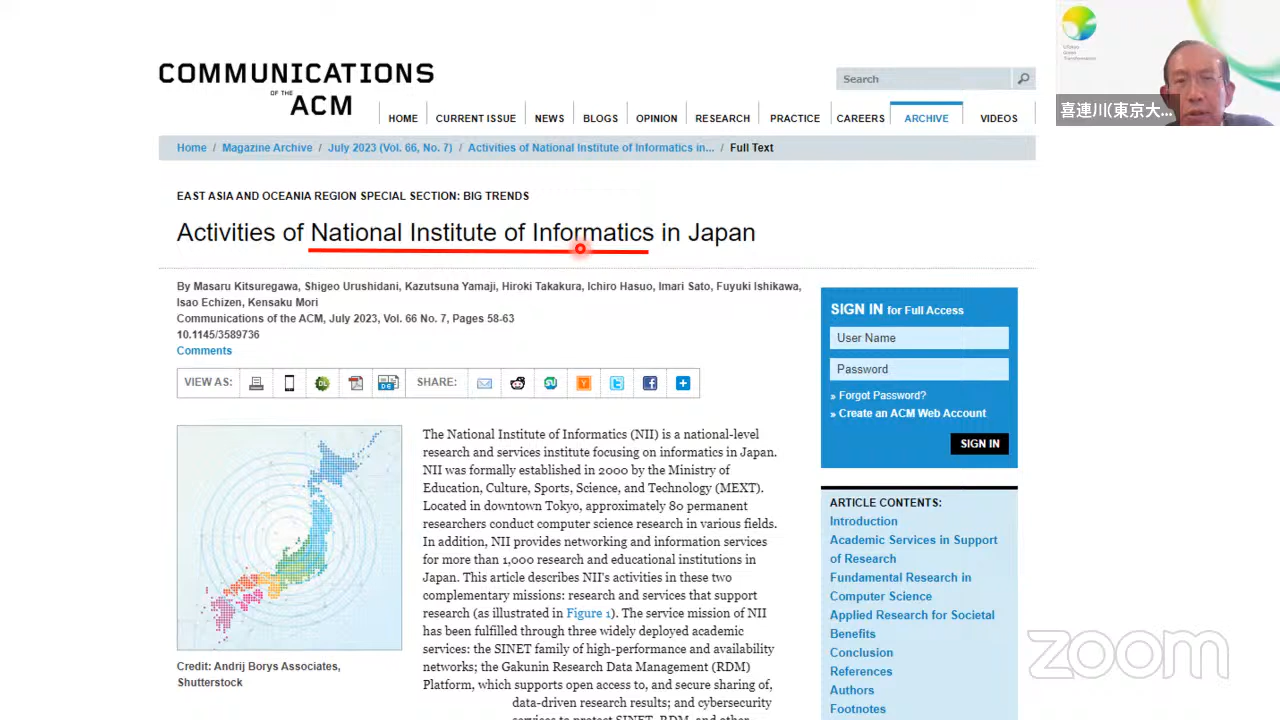 COMMUNICATIONS
OF THE
ACM
Search
HOME
CURRENT ISSUE
NEWS
BLOGS
OPINION
RESEARCH
PRACTICE
CAREERS
ARCHIVE
VIDEOS
Home / Magazine Archive / July 2023 (Vol. 66, No. 7) / Activities of National Institute of Informatics in... / Full Text
EAST ASIA AND OCEANIA REGION SPECIAL SECTION: BIG TRENDS
Activities of National Institute of Informatics in Japan
By Masaru Kitsuregawa, Shigeo Urushidani, Kazutsuna Yamaji, Hiroki Takakura, Ichiro Hasuo, Imari Sato, Fuyuki Ishikawa,
Isao Echizen, Kensaku Mori
Communications of the ACM, July 2023, Vol. 66 No. 7, Pages 58-63
10.1145/3589736
Comments
VIEW AS:
SHARE:
The National Institute of Informatics (NII) is a national-level
research and services institute focusing on informatics in Japan.
NII was formally established in 2000 by the Ministry of
Education, Culture, Sports, Science, and Technology (MEXT).
Located in downtown Tokyo, approximately 80 permanent
researchers conduct computer science research in various fields.
In addition, NII provides networking and information services
for more than 1,000 research and educational institutions in
Japan. This article describes NII's activities in these two
complementary missions: research and services that support
research (as illustrated in Figure 1). The service mission of NII
has been fulfilled through three widely deployed academic
services: the SINET family of high-performance and availability
networks; the Gakunin Research Data Management (RDM)
Platform, which supports open access to, and secure sharing of,
data-driven research results; and cybersecurity
services to protect SINET, RDM, and other
Credit: Andrij Borys Associates,
Shutterstock
SIGN IN for Full Access
User Name
Password
» Forgot Password?
» Create an ACM Web Account
SIGN IN
ARTICLE CONTENTS:
Introduction
Academic Services in Support
of Research
Fundamental Research in
Computer Science
Applied Research for Societal
Benefits
Conclusion
References
Authors
Footnotes
喜連川(東京大...
zoom